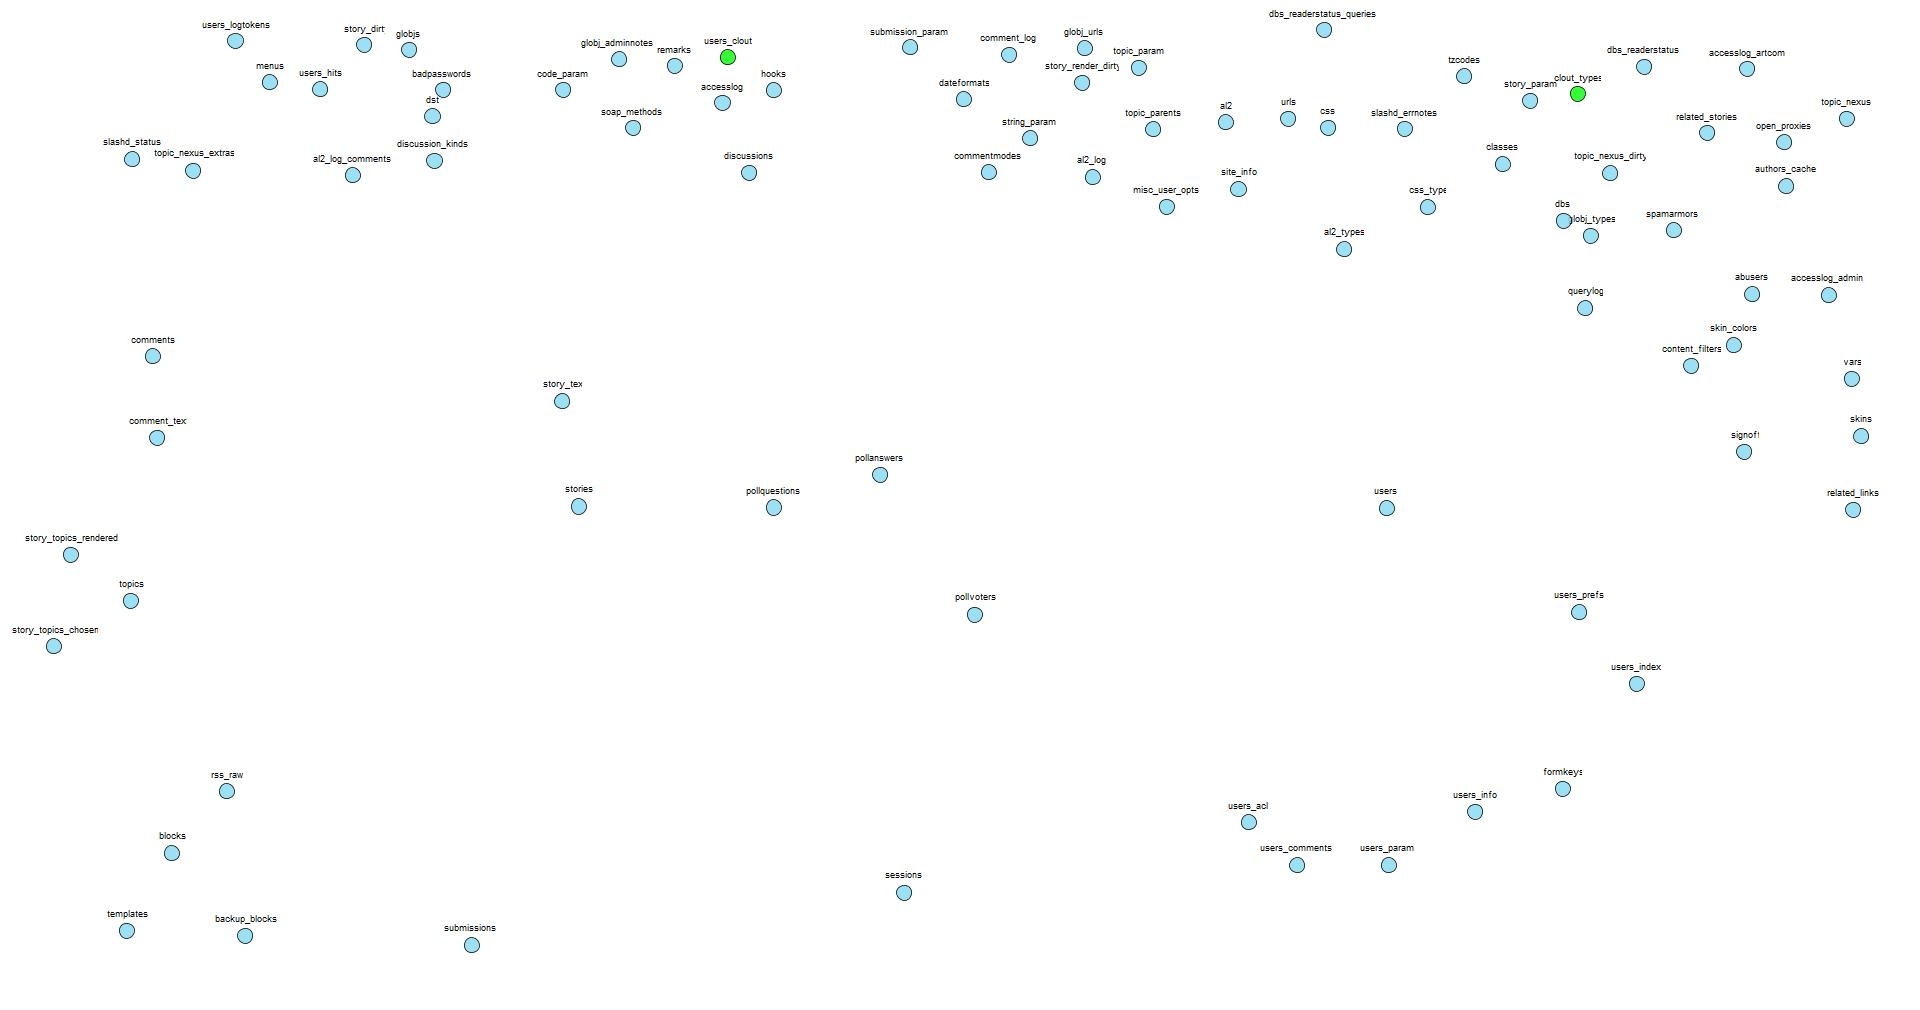 dbs_readerstatus_queries
users_logtokens
story_dirt
globjs
submission_param
globj_urls
comment_log
users_clout
globj_adminnotes
remarks
topic_param
dbs_readerstatus
accesslog_artcom
tzcodes
menus
users_hits
badpasswords
code_param
story_render_dirty
clout_types
story_param
dateformats
accesslog
hooks
dst
urls
al2
css
topic_nexus
soap_methods
topic_parents
slashd_errnotes
related_stories
string_param
open_proxies
slashd_status
discussion_kinds
topic_nexus_extras
al2_log_comments
classes
discussions
commentmodes
al2_log
topic_nexus_dirty
site_info
authors_cache
misc_user_opts
css_type
dbs
globj_types
spamarmors
al2_types
abusers
accesslog_admin
querylog
skin_colors
comments
content_filters
vars
story_tex
comment_tex
skins
signoff
pollanswers
stories
pollquestions
users
related_links
story_topics_rendered
topics
users_prefs
pollvoters
story_topics_chosen
users_index
formkeys
rss_raw
users_info
users_acl
blocks
users_comments
users_param
sessions
templates
backup_blocks
submissions